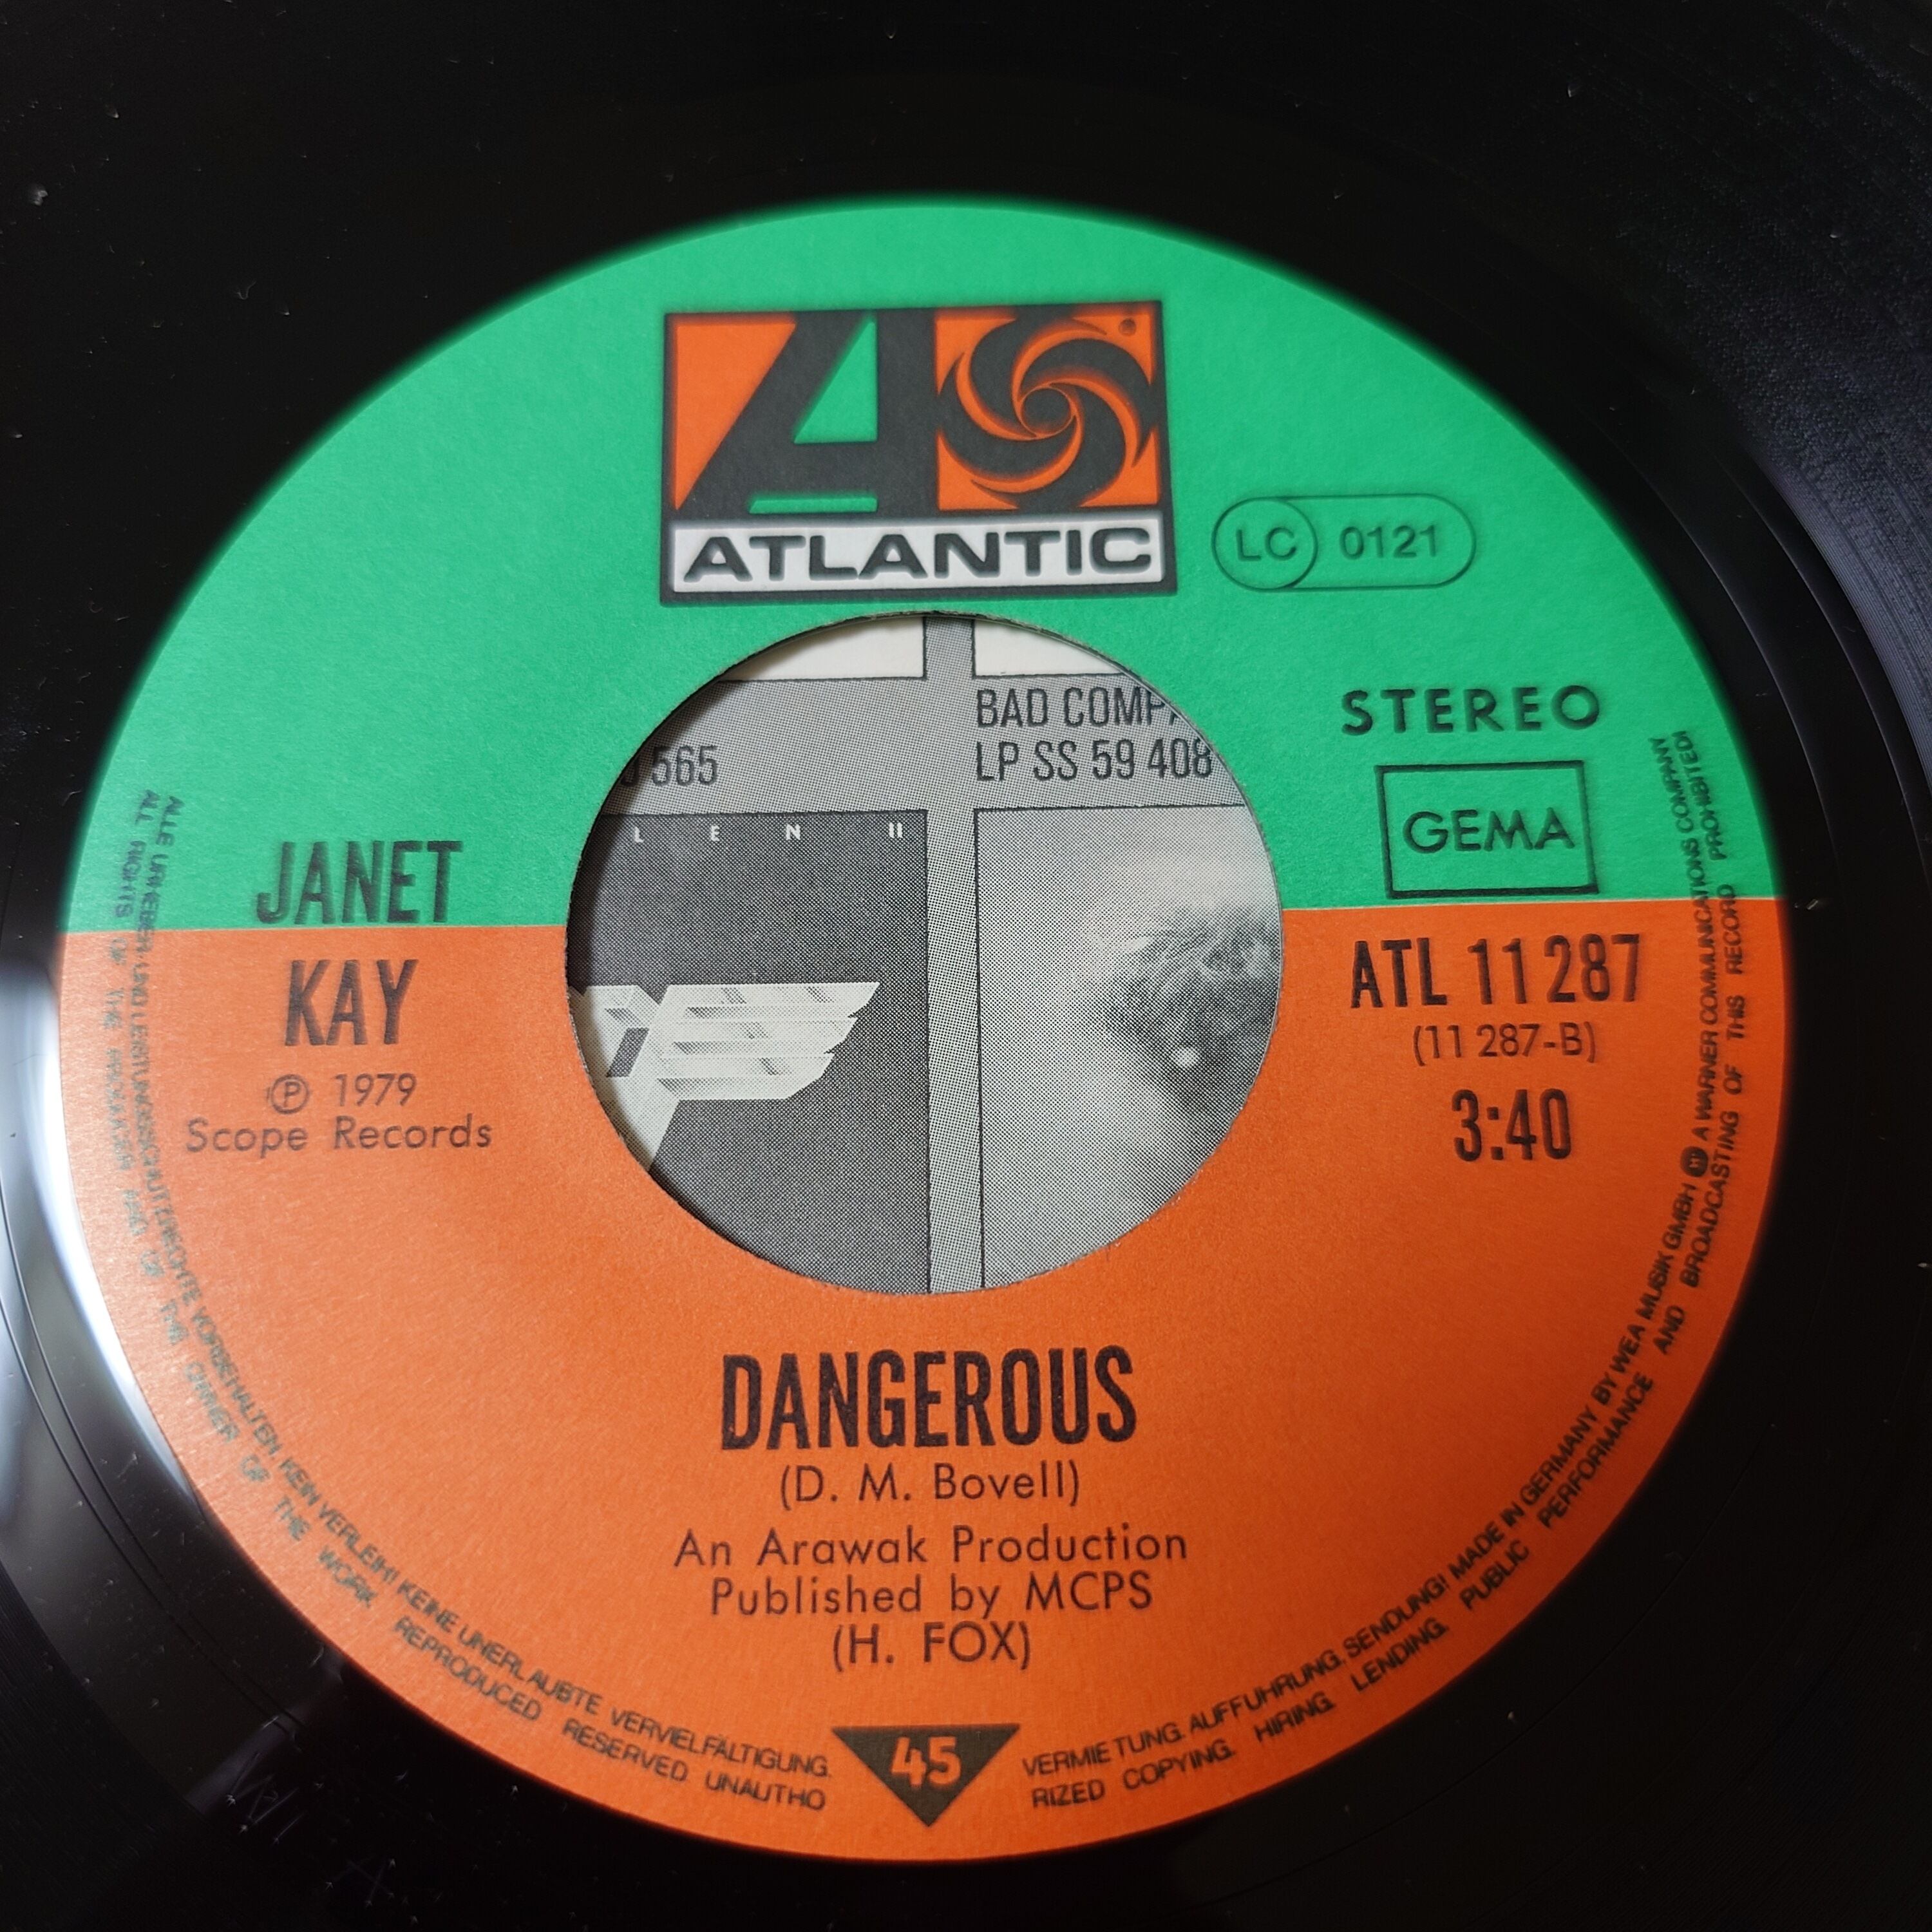 ATLANTIC
LC 0121
STEREO
GEMA
BAD COMPA
LP SS 59 408
565
L E N II
JANET
KAY
℗ 1979
Scope Records
ATL 11 287
(11 287-B)
3:40
DANGEROUS
(D. M. Bovell)
An Arawak Production
Published by MCPS
(H. FOX)
45
ALLE URHEBER- UND LEISTUNGSSCHUTZRECHTE VORBEHALTEN. KEIN VERLEIH! KEINE UNERLAUBTE VERVIELFÄLTIGUNG. VERMIETUNG. AUFFÜHRUNG. SENDUNG! MADE IN GERMANY BY WEA MUSIK GMBH A WARNER COMMUNICATIONS COMPANY
ALL RIGHTS OF THE PRODUCER AND OF THE OWNER OF THE WORK REPRODUCED RESERVED. UNAUTHORIZED COPYING. HIRING. LENDING. PUBLIC PERFORMANCE AND BROADCASTING OF THIS RECORD PROHIBITED!